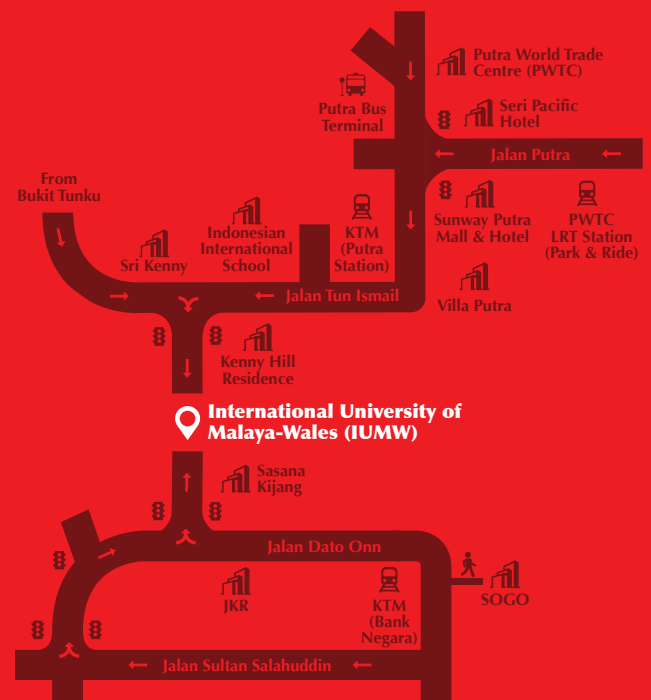 Putra World Trade
Centre (PWTC)
Putra Bus
Terminal
Seri Pacific
Hotel
Jalan Putra
From
Bukit Tunku
Sri Kenny
Indonesian
International
School
KTM
(Putra
Station)
Sunway Putra
Mall & Hotel
PWTC
LRT Station
(Park & Ride)
Jalan Tun Ismail
Villa Putra
Kenny Hill
Residence
International University of
Malaya-Wales (IUMW)
Sasana
Kijang
Jalan Dato Onn
JKR
KTM
(Bank
Negara)
SOGO
Jalan Sultan Salahuddin